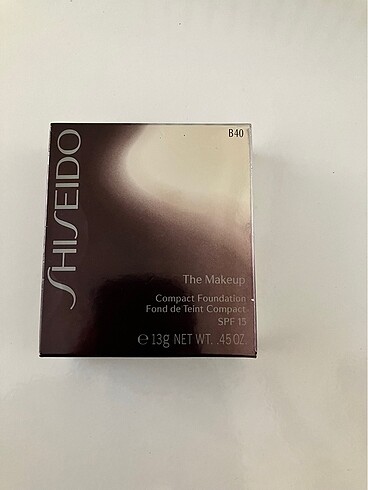 B40
SHISEIDO
The Makeup
Compact Foundation
Fond de Teint Compact
SPF 15
℮ 13g NET WT. .45 OZ.